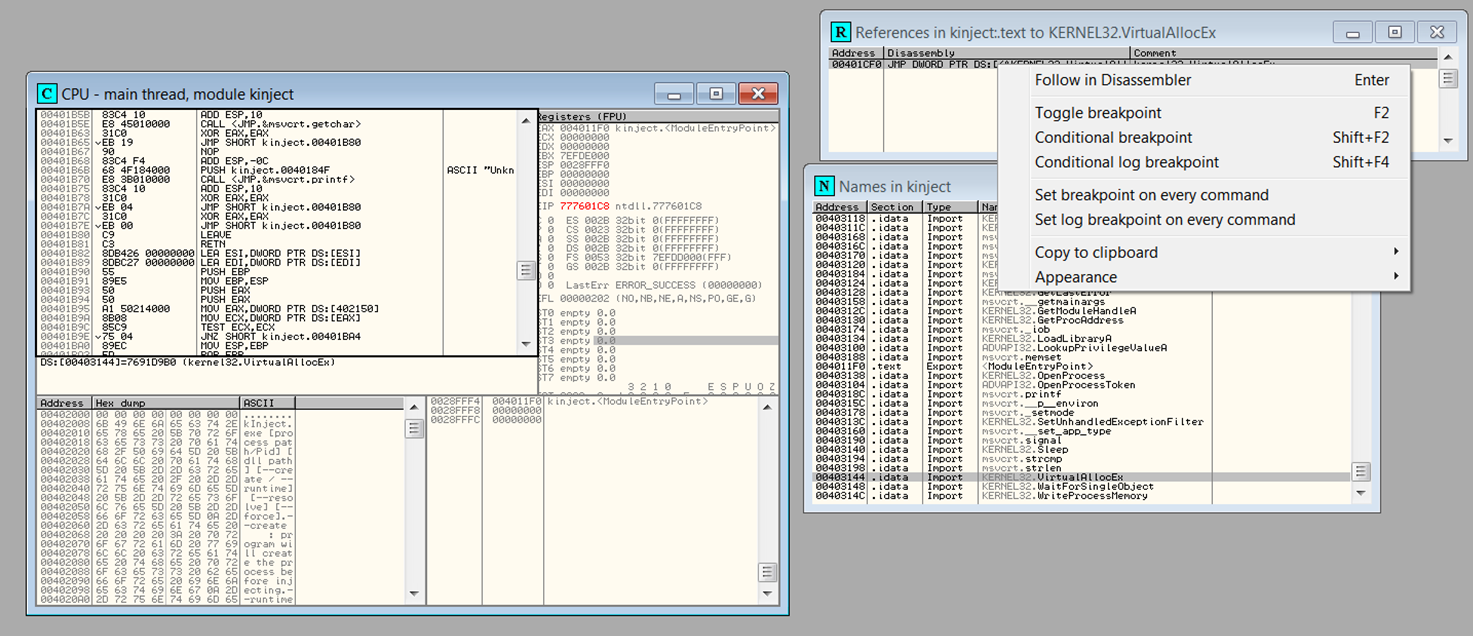 CPU - main thread, module kinject
00401B5B 83C4 10 ADD ESP,10
00401B5E E8 45010000 CALL <JMP.&msvcrt.getchar>
00401B63 31C0 XOR EAX,EAX
00401B65 EB 19 JMP SHORT kinject.00401B80
00401B67 90 NOP
00401B68 83C4 F4 ADD ESP,-0C
00401B6B 68 4F184000 PUSH kinject.0040184F ASCII "Unkn
00401B70 E8 3B010000 CALL <JMP.&msvcrt.printf>
00401B75 83C4 10 ADD ESP,10
00401B78 31C0 XOR EAX,EAX
00401B7A EB 04 JMP SHORT kinject.00401B80
00401B7C 31C0 XOR EAX,EAX
00401B7E EB 00 JMP SHORT kinject.00401B80
00401B80 C9 LEAVE
00401B81 C3 RETN
00401B82 8DB426 00000000 LEA ESI,DWORD PTR DS:[ESI]
00401B89 8DBC27 00000000 LEA EDI,DWORD PTR DS:[EDI]
00401B90 55 PUSH EBP
00401B91 89E5 MOV EBP,ESP
00401B93 50 PUSH EAX
00401B94 50 PUSH EAX
00401B95 A1 50214000 MOV EAX,DWORD PTR DS:[402150]
00401B9A 8B08 MOV ECX,DWORD PTR DS:[EAX]
00401B9C 85C9 TEST ECX,ECX
00401B9E 75 04 JNZ SHORT kinject.00401BA4
00401BA0 89EC MOV ESP,EBP
DS:[00403144]=7691D9B0 (kernel32.VirtualAllocEx)
Registers (FPU)
EAX 004011F0 kinject.<ModuleEntryPoint>
ECX 00000000
EDX 00000000
EBX 7EFDE000
ESP 0028FFF0
EBP 00000000
ESI 00000000
EDI 00000000
EIP 777601C8 ntdll.777601C8
0 ES 002B 32bit 0(FFFFFFFF)
0 CS 0023 32bit 0(FFFFFFFF)
0 SS 002B 32bit 0(FFFFFFFF)
0 DS 002B 32bit 0(FFFFFFFF)
0 FS 0053 32bit 7EFDD000(FFF)
0 GS 002B 32bit 0(FFFFFFFF)
0
0 LastErr ERROR_SUCCESS (00000000)
EFL 00000202 (NO,NB,NE,A,NS,PO,GE,G)
ST0 empty 0.0
ST1 empty 0.0
ST2 empty 0.0
ST3 empty 0.0
ST4 empty 0.0
ST5 empty 0.0
ST6 empty 0.0
ST7 empty 0.0
3 2 1 0 E S P U O Z
Address Hex dump ASCII
00402000 00 00 00 00 00 00 00 00 ........
00402008 6B 49 6E 6A 65 63 74 2E kInject.
00402010 65 78 65 20 5B 70 72 6F exe [pro
00402018 63 65 73 73 20 70 61 74 cess pat
00402020 68 2F 50 69 64 5D 20 5B h/Pid] [
00402028 64 6C 6C 20 70 61 74 68 dll path
00402030 5D 20 5B 2D 2D 63 72 65 ] [--cre
00402038 61 74 65 20 2F 20 2D 2D ate / --
00402040 72 75 6E 74 69 6D 65 5D runtime]
00402048 20 5B 2D 2D 72 65 73 6F [--reso
00402050 6C 76 65 5D 20 5B 2D 2D lve] [--
00402058 66 6F 72 63 65 5D 0A 2D force].-
00402060 2D 63 72 65 61 74 65 20 -create
00402068 20 20 20 20 3A 20 70 72 : pr
00402070 6F 67 72 61 6D 20 77 69 ogram wi
00402078 6C 6C 20 63 72 65 61 74 ll creat
00402080 65 20 74 68 65 20 70 72 e the pr
00402088 6F 63 65 73 73 20 62 65 ocess be
00402090 66 6F 72 65 20 69 6E 6A fore inj
00402098 65 63 74 69 6E 67 0A 2D ecting.-
004020A0 2D 72 75 6E 74 69 6D 65 -runtime
0028FFF4 004011F0 kinject.<ModuleEntryPoint>
0028FFF8 00000000
0028FFFC 00000000
References in kinject:.text to KERNEL32.VirtualAllocEx
Address Disassembly Comment
00401CF0 JMP DWORD PTR DS:[<&KERNEL32.VirtualAll kernel32.VirtualAllocEx
Follow in Disassembler Enter
Toggle breakpoint F2
Conditional breakpoint Shift+F2
Conditional log breakpoint Shift+F4
Set breakpoint on every command
Set log breakpoint on every command
Copy to clipboard
Appearance
Names in kinject
Address Section Type
00403118 .idata Import
0040311C .idata Import
00403168 .idata Import
0040316C .idata Import
00403170 .idata Import
00403120 .idata Import
00403184 .idata Import
00403124 .idata Import
00403128 .idata Import KERNEL32.GetLastError
00403158 .idata Import msvcrt.__getmainargs
0040312C .idata Import KERNEL32.GetModuleHandleA
00403130 .idata Import KERNEL32.GetProcAddress
00403174 .idata Import msvcrt._iob
00403134 .idata Import KERNEL32.LoadLibraryA
00403100 .idata Import ADVAPI32.LookupPrivilegeValueA
00403188 .idata Import msvcrt.memset
004011F0 .text Export <ModuleEntryPoint>
00403138 .idata Import KERNEL32.OpenProcess
00403104 .idata Import ADVAPI32.OpenProcessToken
0040318C .idata Import msvcrt.printf
0040315C .idata Import msvcrt.__p__environ
00403178 .idata Import msvcrt._setmode
0040313C .idata Import KERNEL32.SetUnhandledExceptionFilter
00403160 .idata Import msvcrt.__set_app_type
00403190 .idata Import msvcrt.signal
00403140 .idata Import KERNEL32.Sleep
00403194 .idata Import msvcrt.strcmp
00403198 .idata Import msvcrt.strlen
00403144 .idata Import KERNEL32.VirtualAllocEx
00403148 .idata Import KERNEL32.WaitForSingleObject
0040314C .idata Import KERNEL32.WriteProcessMemory